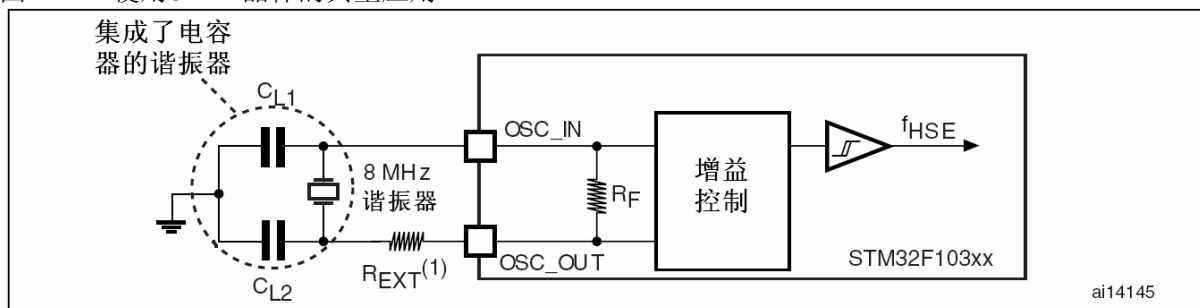 集成了电容
器的谐振器
CL1
OSC_IN
fHSE
8 MHz
谐振器
RF
增益
控制
REXT(1)
OSC_OUT
STM32F103xx
CL2
ai14145